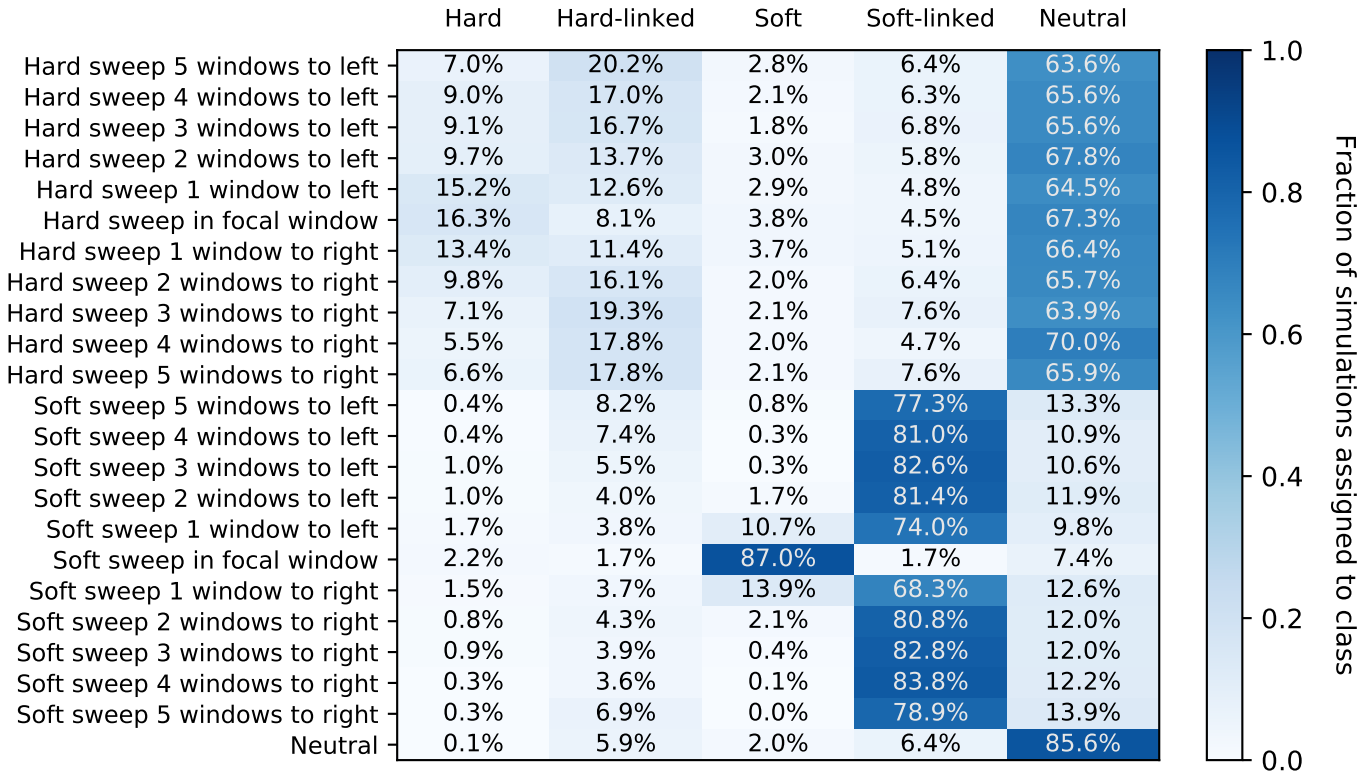 Hard Hard-linked Soft Soft-linked Neutral
Hard sweep 5 windows to left 7.0% 20.2% 2.8% 6.4% 63.6%
Hard sweep 4 windows to left 9.0% 17.0% 2.1% 6.3% 65.6%
Hard sweep 3 windows to left 9.1% 16.7% 1.8% 6.8% 65.6%
Hard sweep 2 windows to left 9.7% 13.7% 3.0% 5.8% 67.8%
Hard sweep 1 window to left 15.2% 12.6% 2.9% 4.8% 64.5%
Hard sweep in focal window 16.3% 8.1% 3.8% 4.5% 67.3%
Hard sweep 1 window to right 13.4% 11.4% 3.7% 5.1% 66.4%
Hard sweep 2 windows to right 9.8% 16.1% 2.0% 6.4% 65.7%
Hard sweep 3 windows to right 7.1% 19.3% 2.1% 7.6% 63.9%
Hard sweep 4 windows to right 5.5% 17.8% 2.0% 4.7% 70.0%
Hard sweep 5 windows to right 6.6% 17.8% 2.1% 7.6% 65.9%
Soft sweep 5 windows to left 0.4% 8.2% 0.8% 77.3% 13.3%
Soft sweep 4 windows to left 0.4% 7.4% 0.3% 81.0% 10.9%
Soft sweep 3 windows to left 1.0% 5.5% 0.3% 82.6% 10.6%
Soft sweep 2 windows to left 1.0% 4.0% 1.7% 81.4% 11.9%
Soft sweep 1 window to left 1.7% 3.8% 10.7% 74.0% 9.8%
Soft sweep in focal window 2.2% 1.7% 87.0% 1.7% 7.4%
Soft sweep 1 window to right 1.5% 3.7% 13.9% 68.3% 12.6%
Soft sweep 2 windows to right 0.8% 4.3% 2.1% 80.8% 12.0%
Soft sweep 3 windows to right 0.9% 3.9% 0.4% 82.8% 12.0%
Soft sweep 4 windows to right 0.3% 3.6% 0.1% 83.8% 12.2%
Soft sweep 5 windows to right 0.3% 6.9% 0.0% 78.9% 13.9%
Neutral 0.1% 5.9% 2.0% 6.4% 85.6%
1.0
0.8
0.6
0.4
0.2
0.0
Fraction of simulations assigned to class